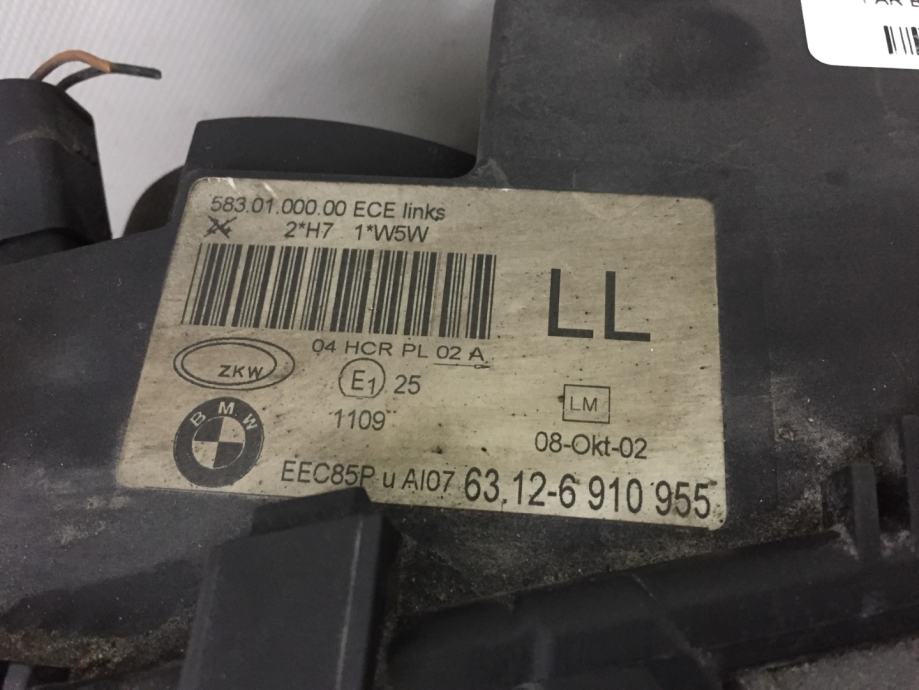 583.01.000.00 ECE links
2*H7 1*W5W
LL
04 HCR PL 02 A
ZKW
E1 25
LM
1109
BMW
08-Okt-02
EEC85P u AI07 63.12-6 910 955